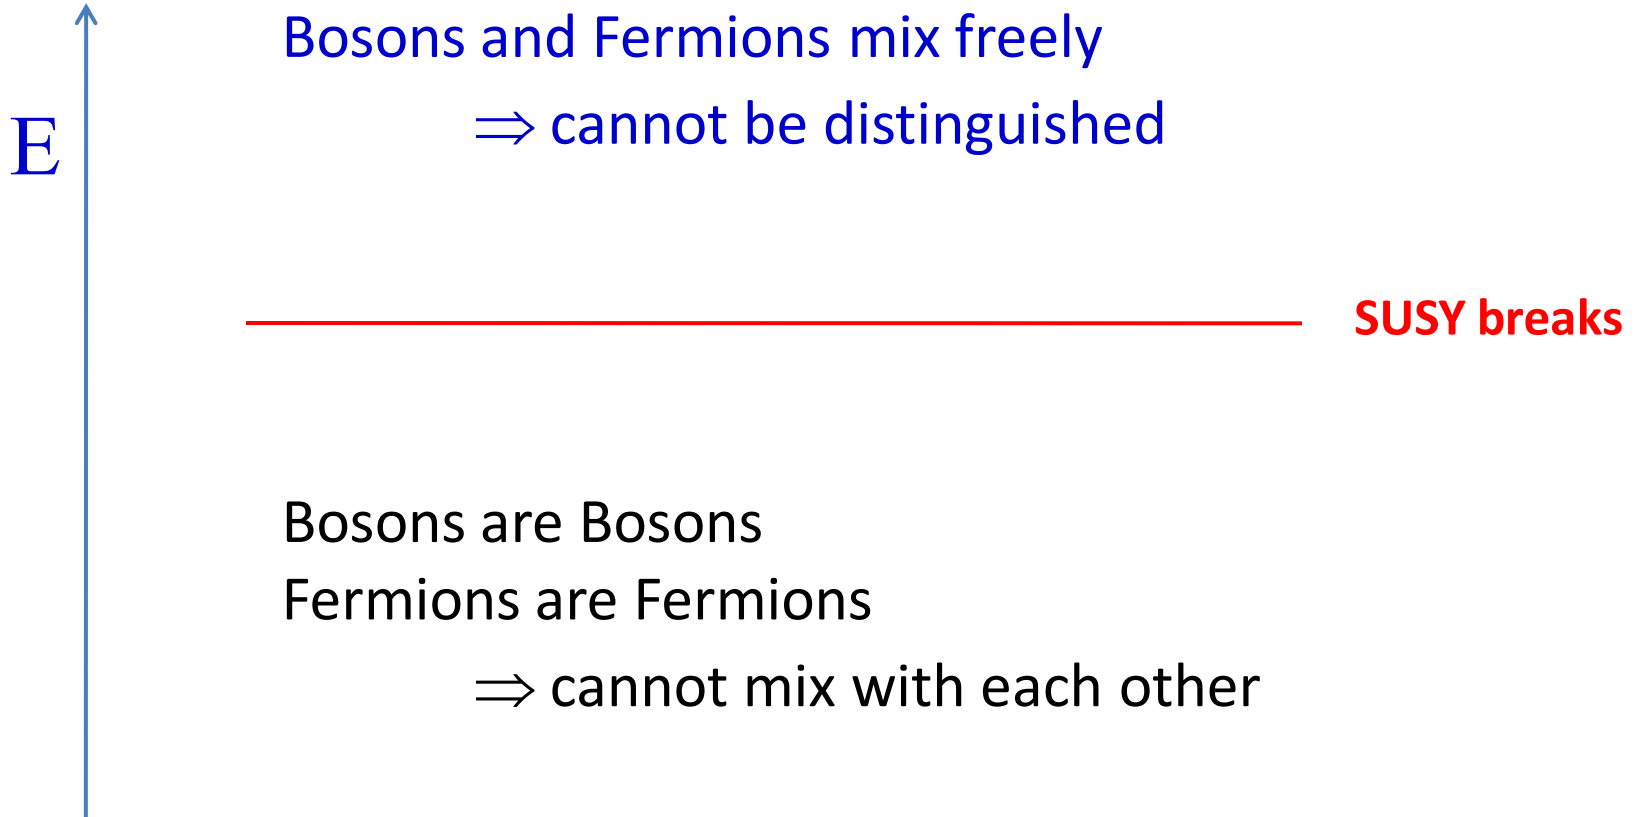 Bosons and Fermions mix freely
⇒ cannot be distinguished
E
SUSY breaks
Bosons are Bosons
Fermions are Fermions
⇒ cannot mix with each other